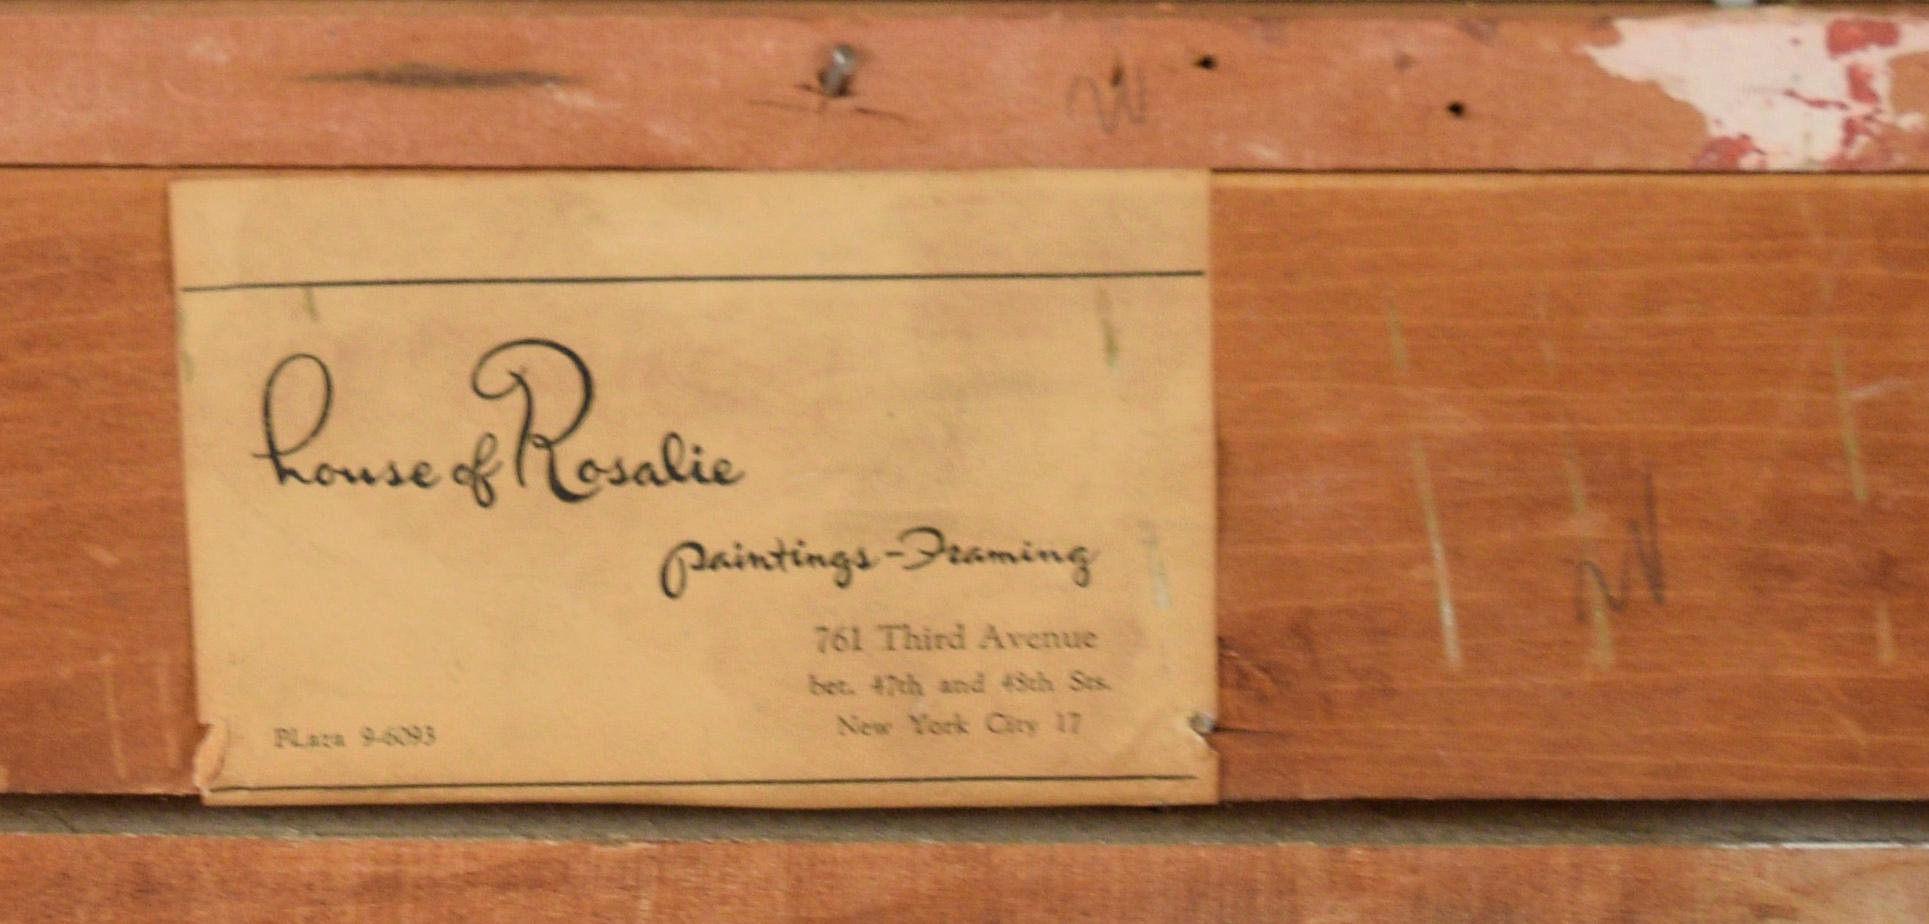 house of Rosalie
paintings-Framing
761 Third Avenue
bet. 47th and 48th Sts.
New York City 17
PLaza 9-6093